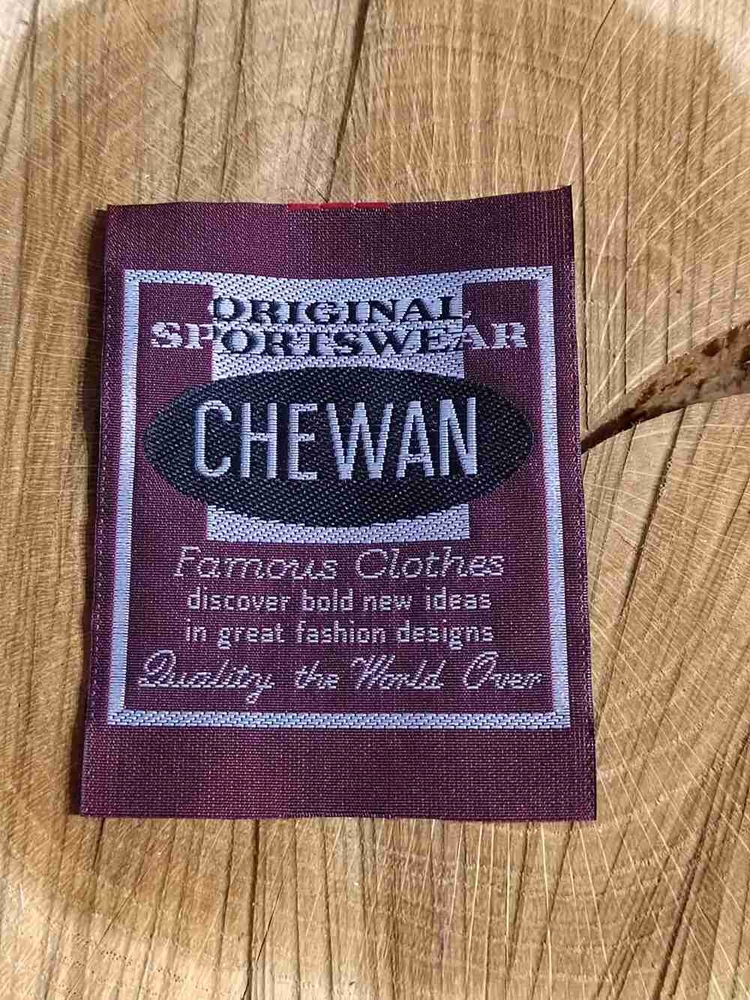 ORIGINAL
SPORTSWEAR
CHEWAN
Famous Clothes
discover bold new ideas
in great fashion designs
Quality the World Over